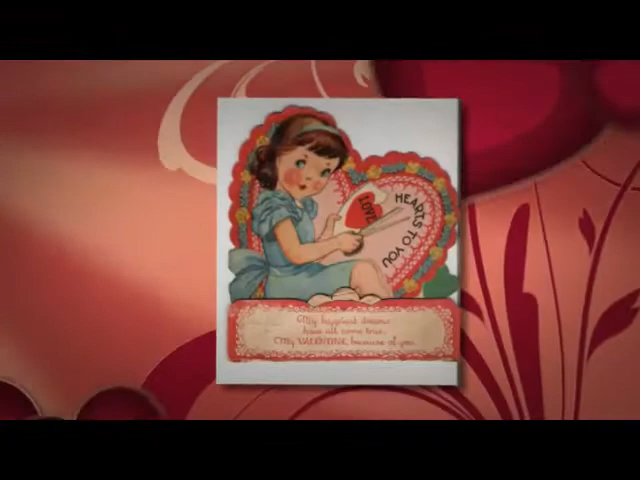 LOVE
HEARTS TO YOU
My happiest dreams
have all come true,
My VALENTINE, because of you.